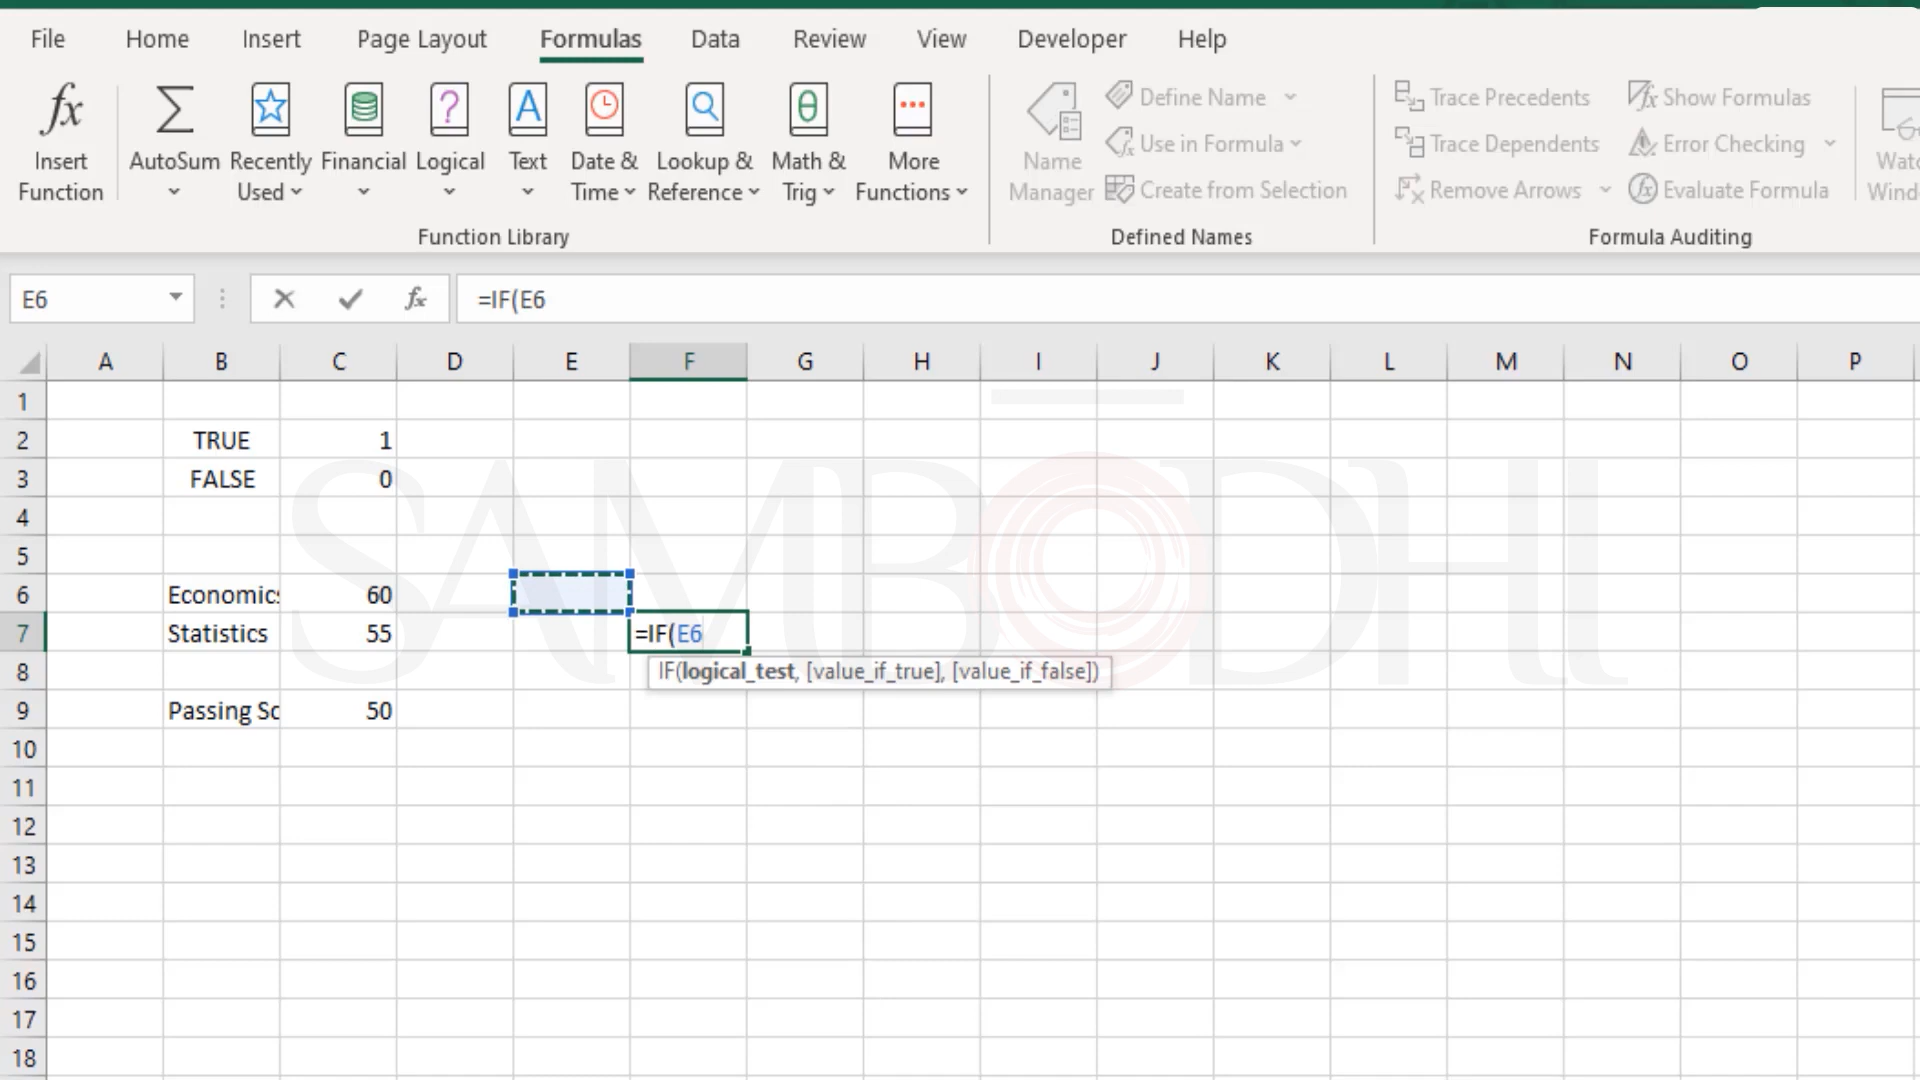 File Home Insert Page Layout Formulas Data Review View Developer Help
fx Insert Function
AutoSum
Recently Used
Financial
Logical
Text
Date & Time
Lookup & Reference
Math & Trig
More Functions
Function Library
Name Manager
Define Name
Use in Formula
Create from Selection
Defined Names
Trace Precedents
Trace Dependents
Remove Arrows
Show Formulas
Error Checking
Evaluate Formula
Formula Auditing
E6 fx =IF(E6
A B C D E F G H I J K L M N O P
1
2 TRUE 1
3 FALSE 0
4
5
6 Economics 60
7 Statistics 55 =IF(E6
IF(logical_test, [value_if_true], [value_if_false])
8
9 Passing Sc 50
10
11
12
13
14
15
16
17
18
SAMBODHI